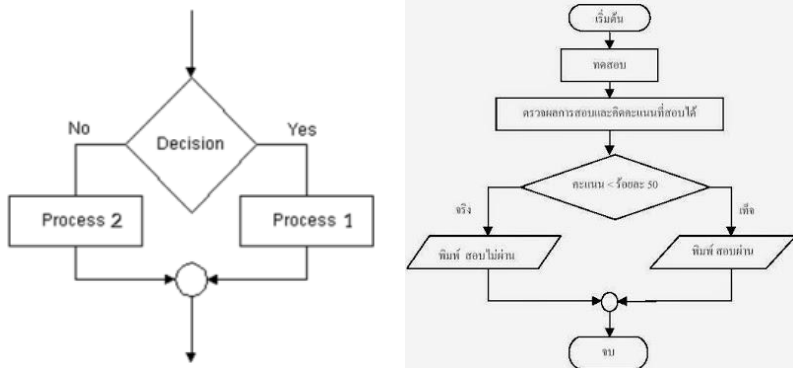 No
Yes
Decision
Process 2
Process 1
เริ่มต้น
ทดสอบ
ตรวจผลการสอบและคิดคะแนนที่สอบได้
คะแนน < ร้อยละ 50
จริง
เท็จ
พิมพ์ สอบไม่ผ่าน
พิมพ์ สอบผ่าน
จบ